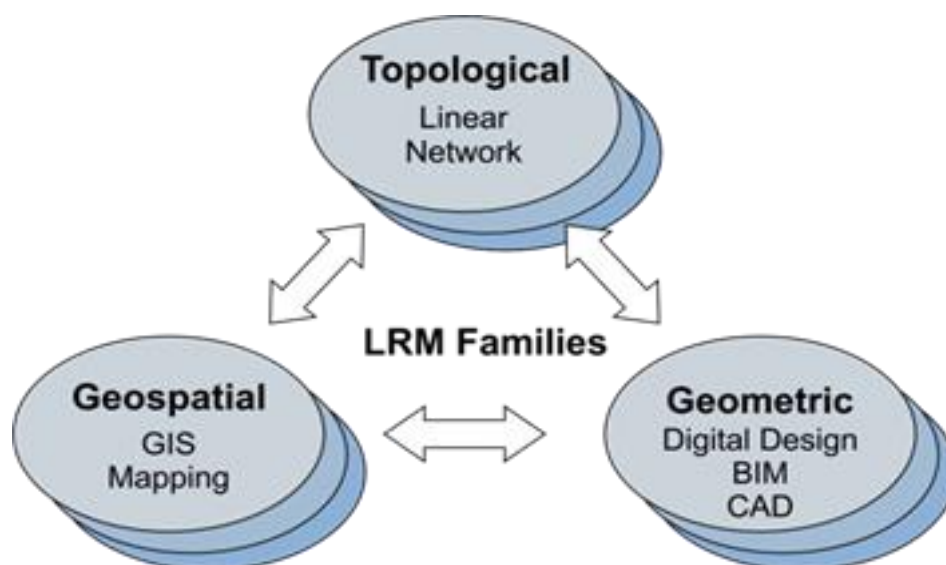 Topological
Linear
Network
LRM Families
Geospatial
GIS
Mapping
Geometric
Digital Design
BIM
CAD